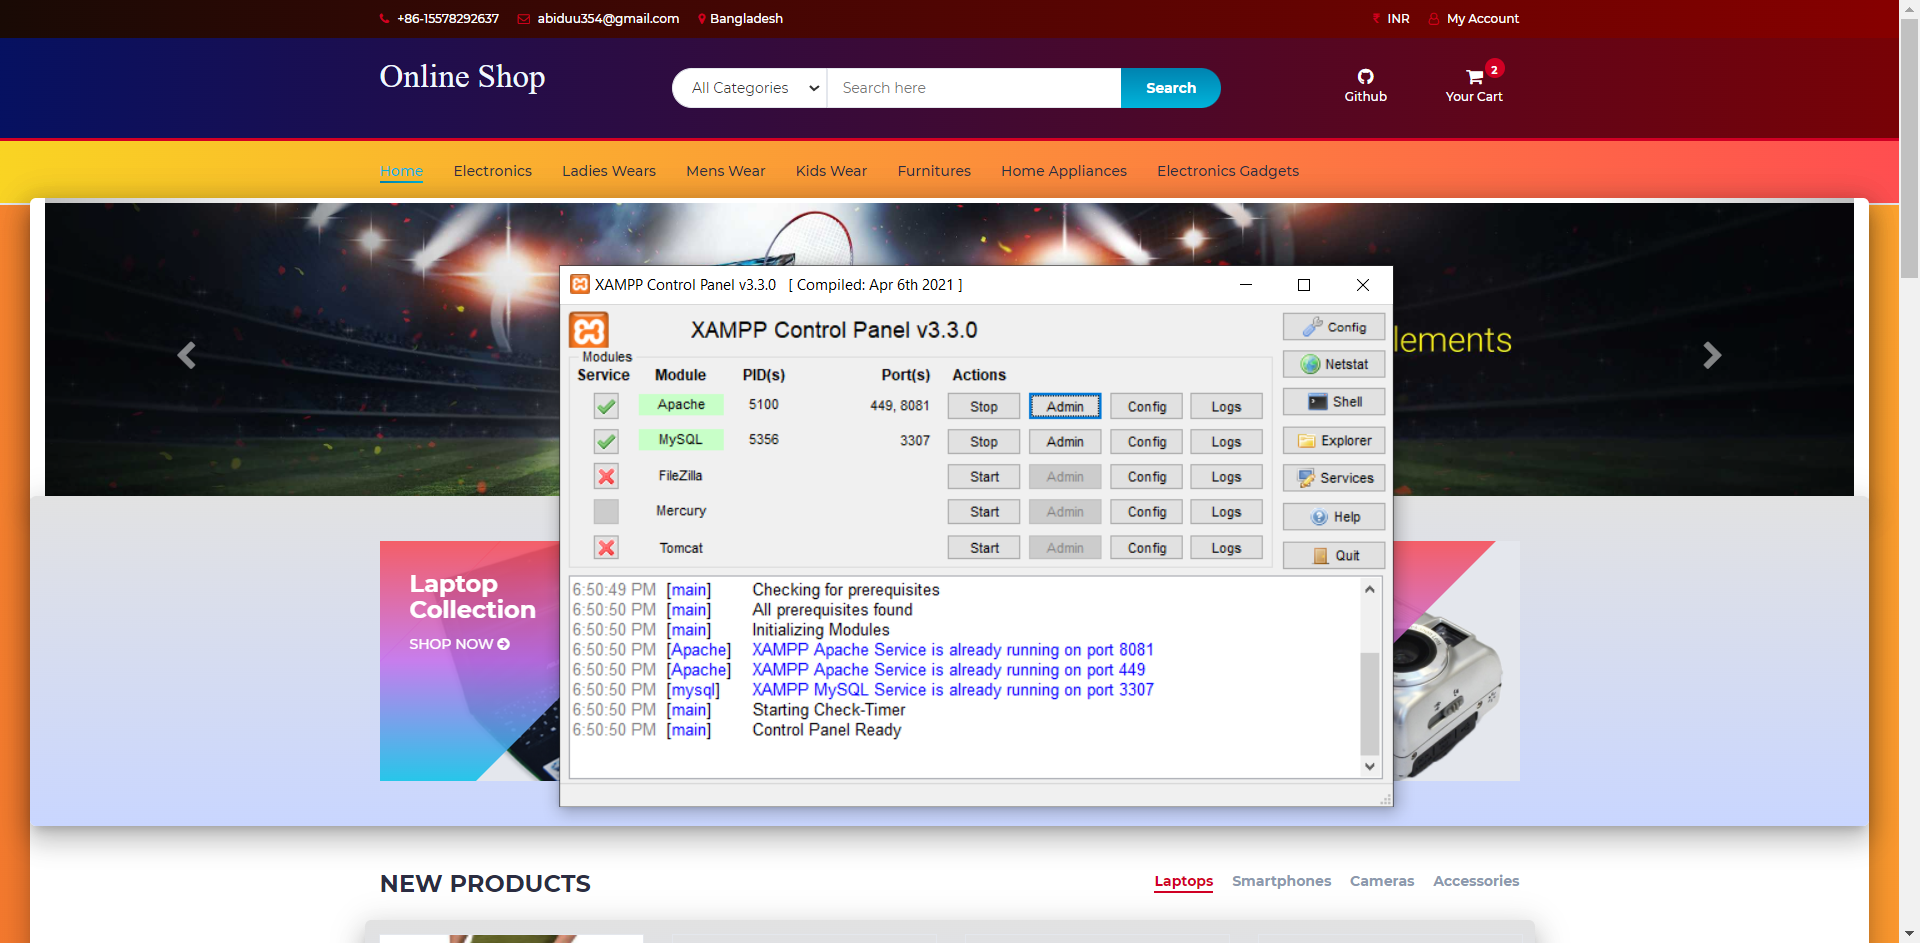 +86-15578292637 abiduu354@gmail.com Bangladesh
₹ INR My Account
Online Shop
All Categories Search here Search
Github
Your Cart 2
Home Electronics Ladies Wears Mens Wear Kids Wear Furnitures Home Appliances Electronics Gadgets
lements
XAMPP Control Panel v3.3.0 [ Compiled: Apr 6th 2021 ]
XAMPP Control Panel v3.3.0
Modules
Service Module PID(s) Port(s) Actions
Apache 5100 449, 8081 Stop Admin Config Logs
MySQL 5356 3307 Stop Admin Config Logs
FileZilla Start Admin Config Logs
Mercury Start Admin Config Logs
Tomcat Start Admin Config Logs
Config
Netstat
Shell
Explorer
Services
Help
Quit
6:50:49 PM [main] Checking for prerequisites
6:50:50 PM [main] All prerequisites found
6:50:50 PM [main] Initializing Modules
6:50:50 PM [Apache] XAMPP Apache Service is already running on port 8081
6:50:50 PM [Apache] XAMPP Apache Service is already running on port 449
6:50:50 PM [mysql] XAMPP MySQL Service is already running on port 3307
6:50:50 PM [main] Starting Check-Timer
6:50:50 PM [main] Control Panel Ready
Laptop
Collection
SHOP NOW
NEW PRODUCTS
Laptops Smartphones Cameras Accessories